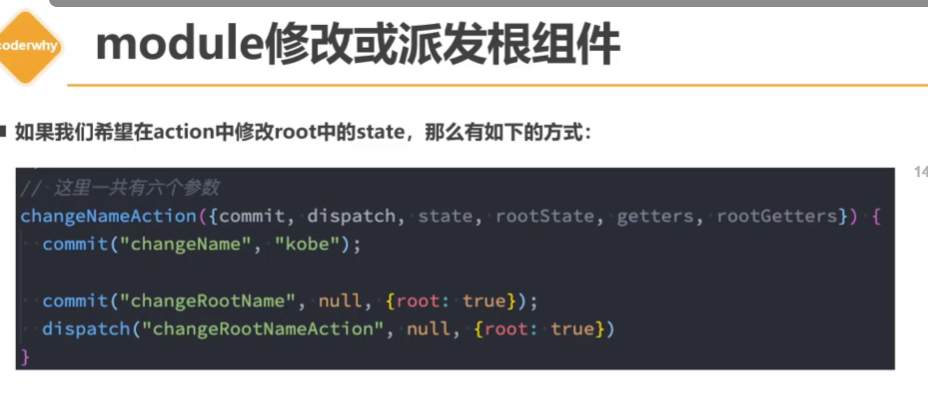 coderwhy
module修改或派发根组件
如果我们希望在action中修改root中的state，那么有如下的方式：
14
// 这里一共有六个参数
changeNameAction({commit, dispatch, state, rootState, getters, rootGetters}) {
commit("changeName", "kobe");
commit("changeRootName", null, {root: true});
dispatch("changeRootNameAction", null, {root: true})
}